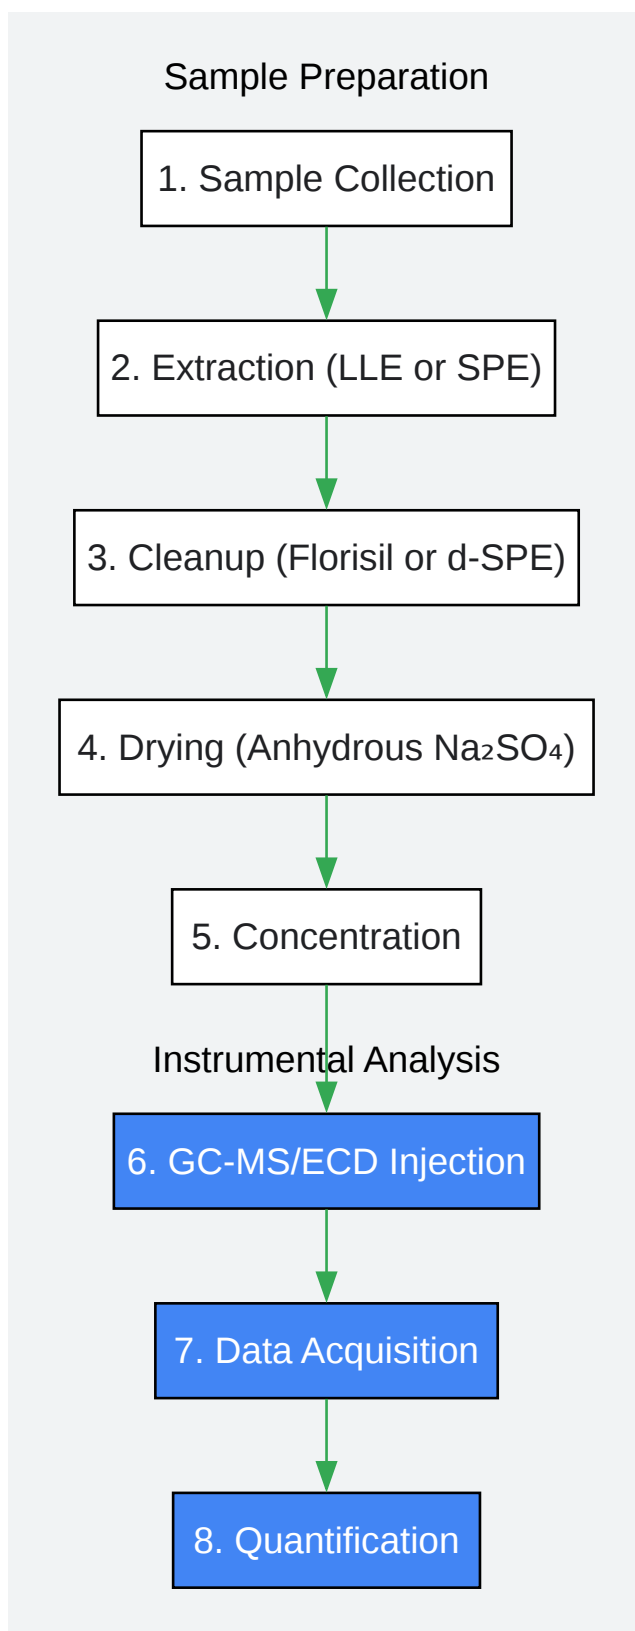 Sample Preparation
1. Sample Collection
2. Extraction (LLE or SPE)
3. Cleanup (Florisil or d-SPE)
4. Drying (Anhydrous Na₂SO₄)
5. Concentration
Instrumental Analysis
6. GC-MS/ECD Injection
7. Data Acquisition
8. Quantification